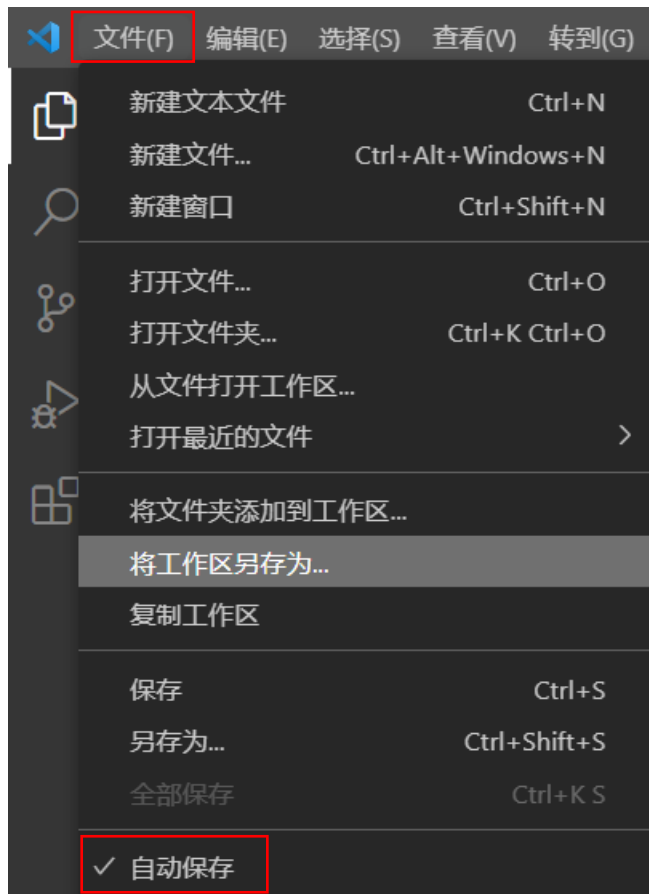 文件(F) 编辑(E) 选择(S) 查看(V) 转到(G)
新建文本文件 Ctrl+N
新建文件... Ctrl+Alt+Windows+N
新建窗口 Ctrl+Shift+N
打开文件... Ctrl+O
打开文件夹... Ctrl+K Ctrl+O
从文件打开工作区...
打开最近的文件
将文件夹添加到工作区...
将工作区另存为...
复制工作区
保存 Ctrl+S
另存为... Ctrl+Shift+S
全部保存 Ctrl+K S
自动保存